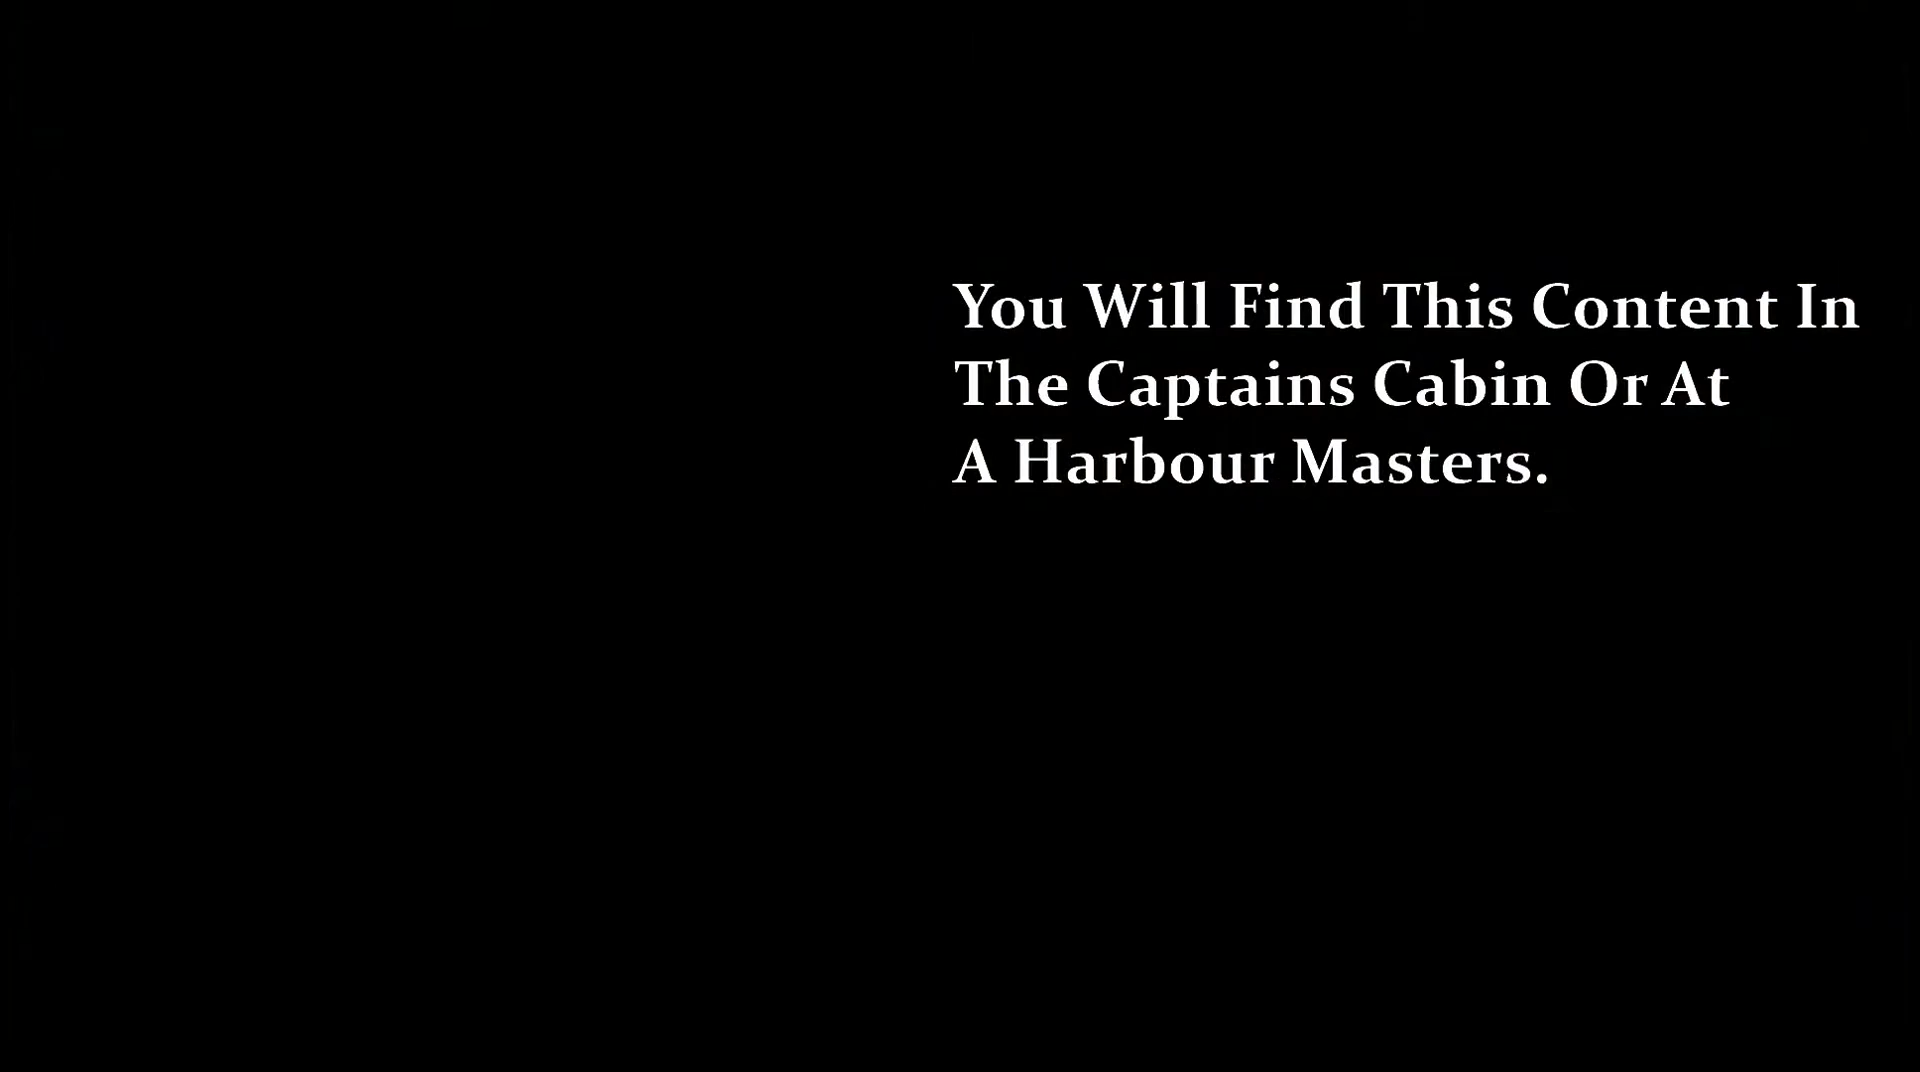 You Will Find This Content In
The Captains Cabin Or At
A Harbour Masters.